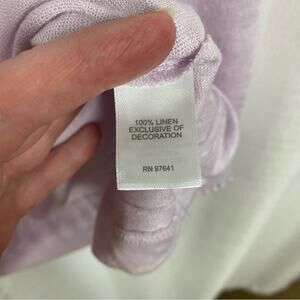 100% LINEN
EXCLUSIVE OF
DECORATION
RN 97641